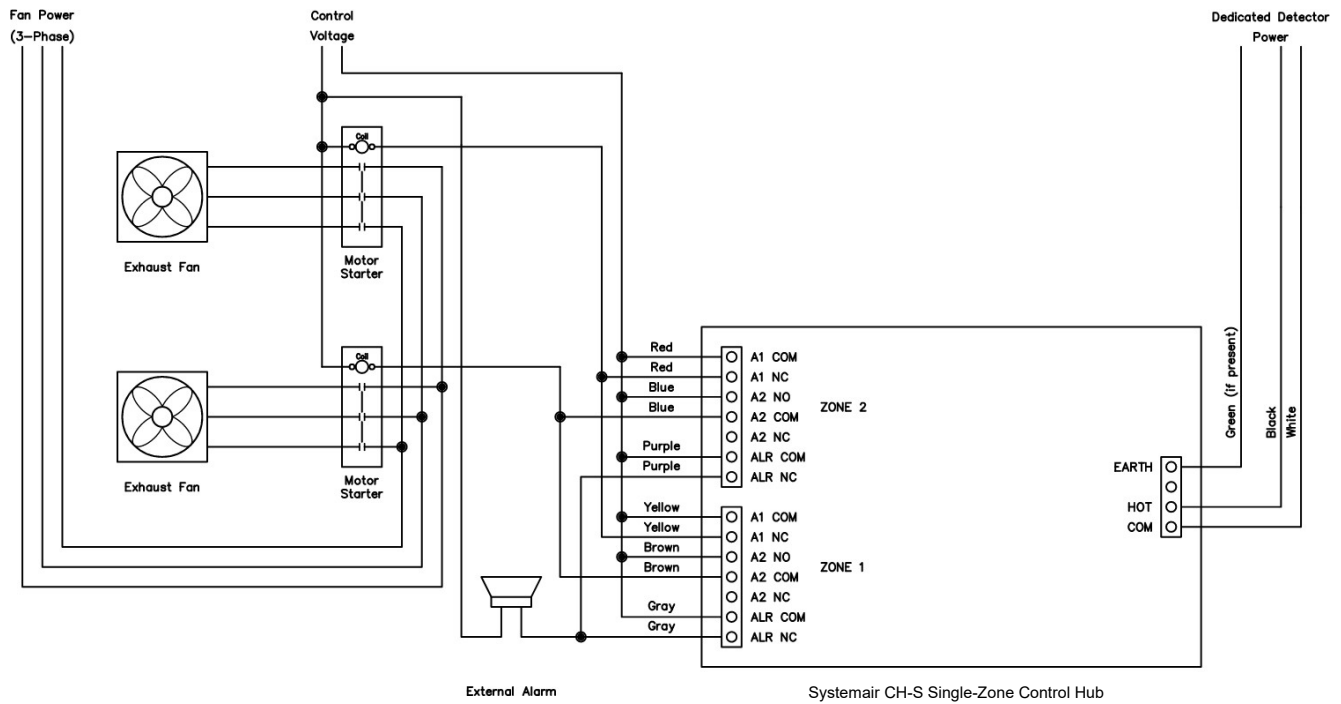 Fan Power
(3-Phase)
Control
Voltage
Dedicated Detector
Power
Coil
Motor
Starter
Exhaust Fan
Coil
Motor
Starter
Exhaust Fan
External Alarm
Red
Red
Blue
Blue
Purple
Purple
Yellow
Yellow
Brown
Brown
Gray
Gray
A1 COM
A1 NC
A2 NO
A2 COM
A2 NC
ALR COM
ALR NC
ZONE 2
A1 COM
A1 NC
A2 NO
A2 COM
A2 NC
ALR COM
ALR NC
ZONE 1
EARTH
HOT
COM
Green (if present)
Black
White
Systemair CH-S Single-Zone Control Hub